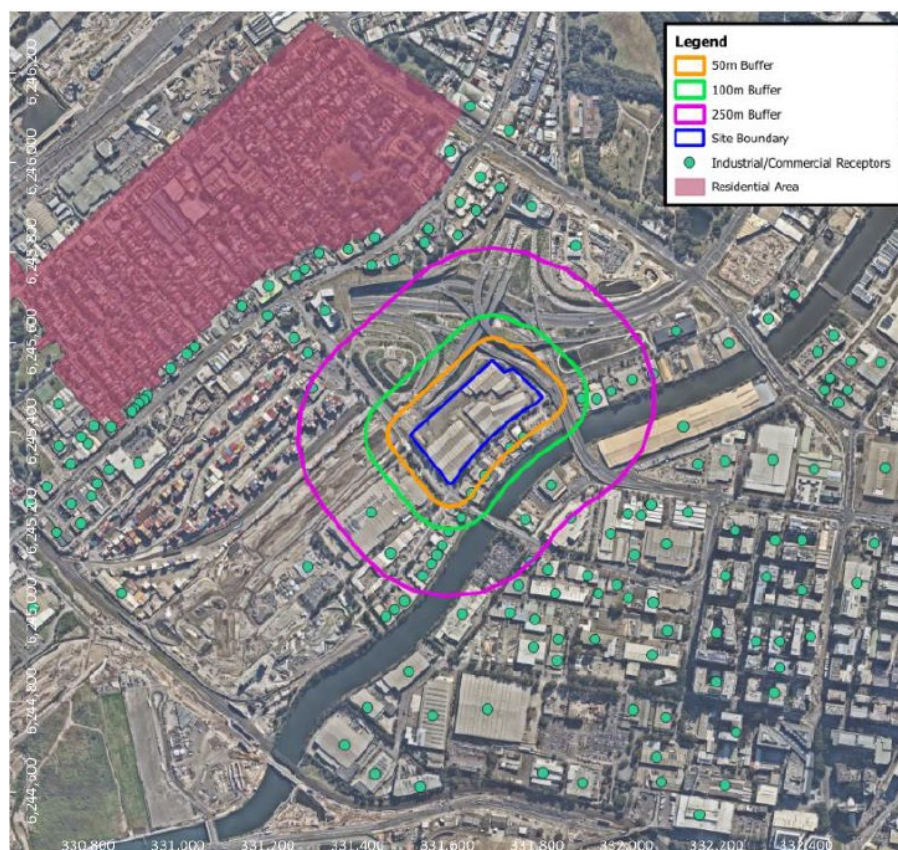 Legend
50m Buffer
100m Buffer
250m Buffer
Site Boundary
Industrial/Commercial Receptors
Residential Area
6,246,200
6,246,000
6,245,800
6,245,600
6,245,400
6,245,200
6,245,000
6,244,800
6,244,600
330,800
331,000
331,200
331,400
331,600
331,800
332,000
332,200
332,400